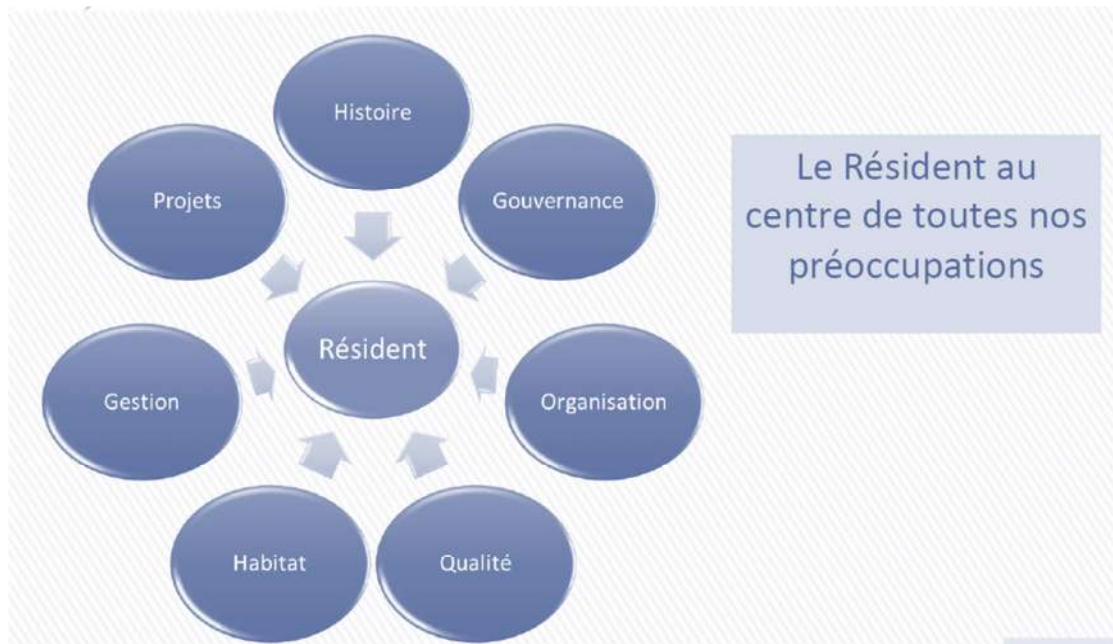 Histoire
Projets
Gouvernance
Résident
Gestion
Organisation
Habitat
Qualité
Le Résident au
centre de toutes nos
préoccupations